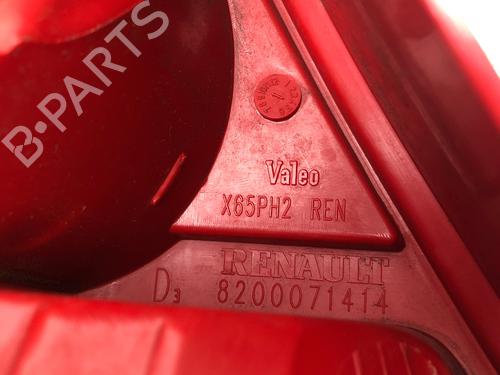 B-PARTS
Valeo
X65PH2 REN
RENAULT
D3 8200071414